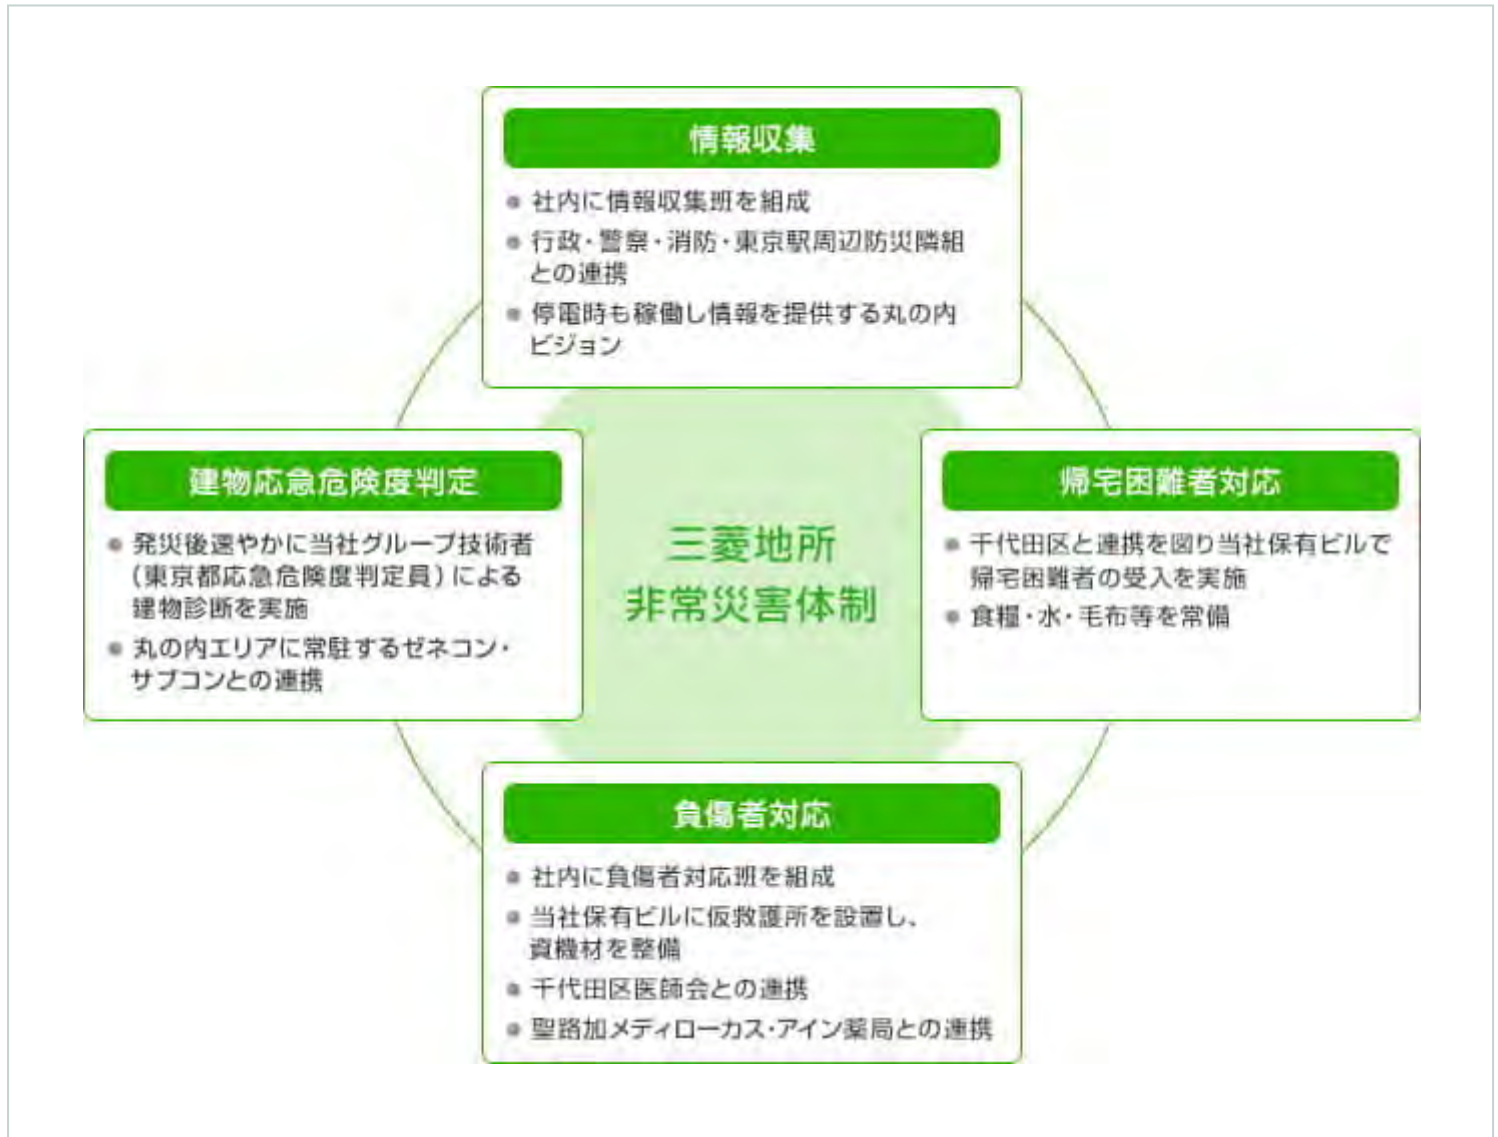 情報収集
社内に情報収集班を組成
行政・警察・消防・東京駅周辺防災隣組
との連携
停電時も稼働し情報を提供する丸の内
ビジョン
建物応急危険度判定
発災後速やかに当社グループ技術者
(東京都応急危険度判定員)による
建物診断を実施
丸の内エリアに常駐するゼネコン・
サブコンとの連携
三菱地所
非常災害体制
帰宅困難者対応
千代田区と連携を図り当社保有ビルで
帰宅困難者の受入を実施
食糧・水・毛布等を常備
負傷者対応
社内に負傷者対応班を組成
当社保有ビルに仮救護所を設置し、
資機材を整備
千代田区医師会との連携
聖路加メディローカス・アイン薬局との連携